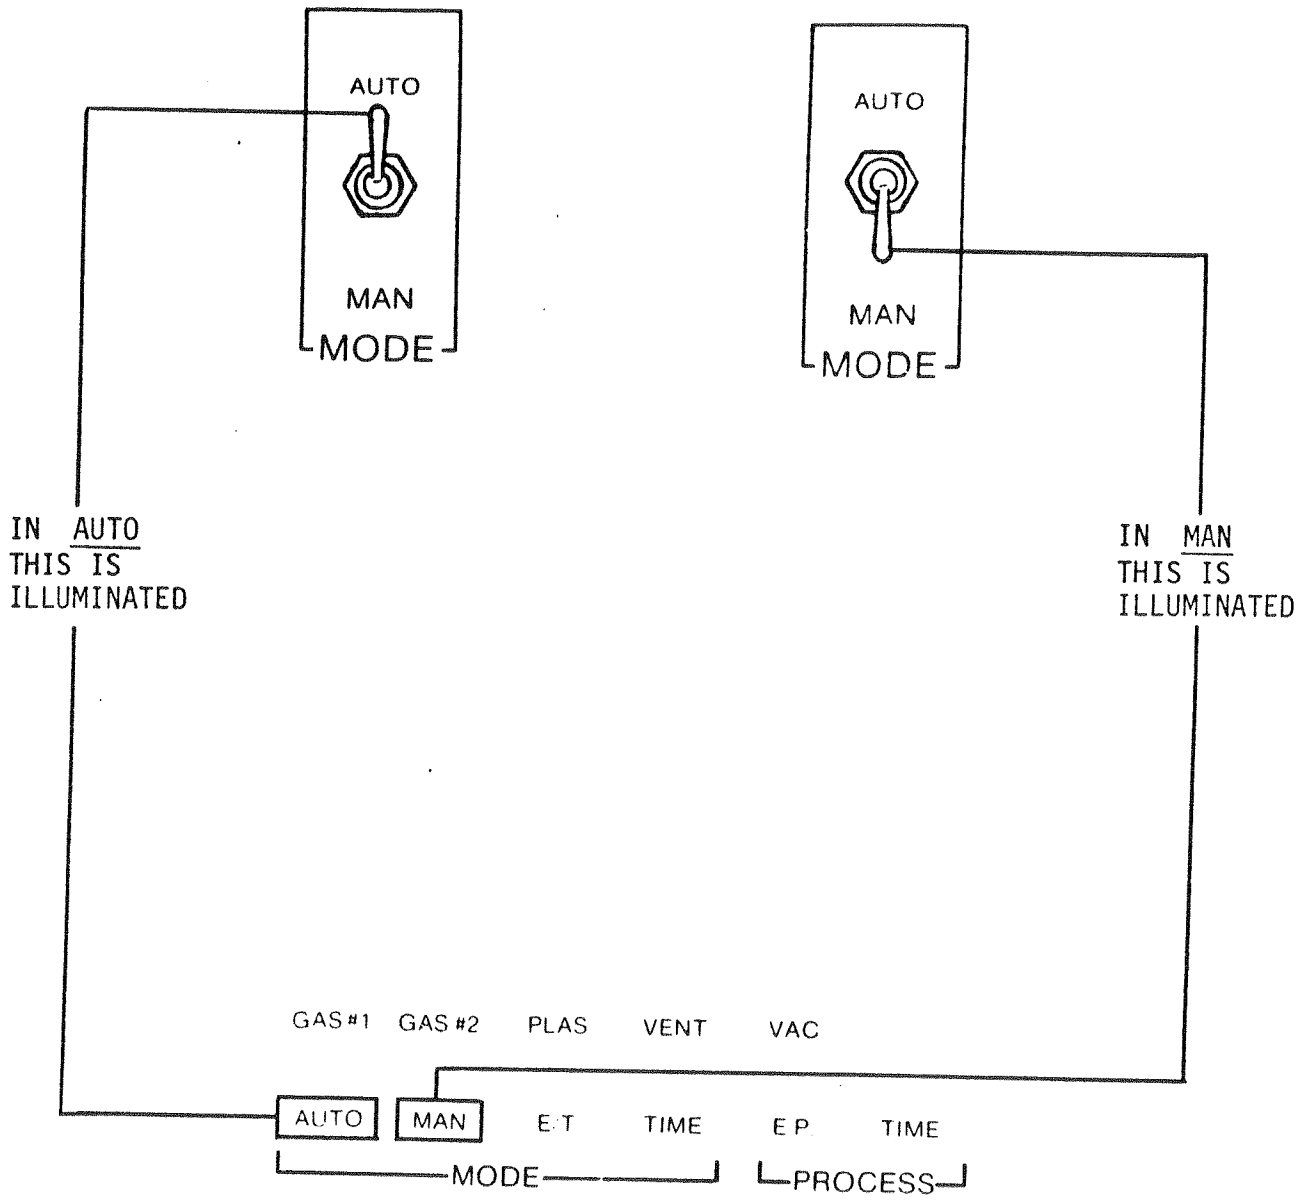 AUTO
MAN
MODE
AUTO
MAN
MODE
IN AUTO
THIS IS
ILLUMINATED
IN MAN
THIS IS
ILLUMINATED
GAS #1 GAS #2 PLAS VENT VAC
AUTO MAN E.T TIME E.P. TIME
MODE PROCESS